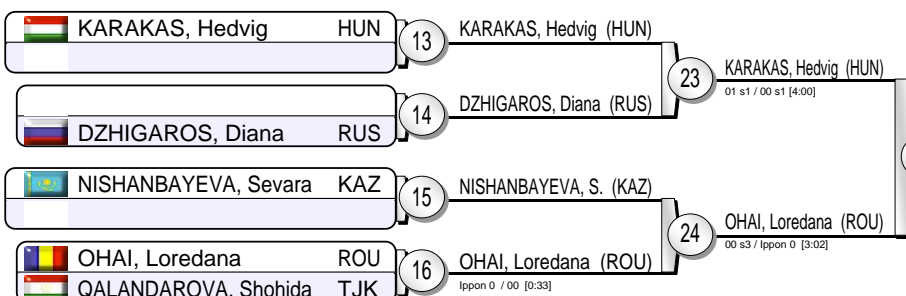 KARAKAS, Hedvig HUN
13
KARAKAS, Hedvig (HUN)
23
KARAKAS, Hedvig (HUN)
01 s1 / 00 s1 [4:00]
14
DZHIGAROS, Diana (RUS)
DZHIGAROS, Diana RUS
NISHANBAYEVA, Sevara KAZ
15
NISHANBAYEVA, S. (KAZ)
24
OHAI, Loredana (ROU)
00 s3 / Ippon 0 [3:02]
OHAI, Loredana ROU
16
OHAI, Loredana (ROU)
Ippon 0 / 00 [0:33]
QALANDAROVA, Shohida TJK